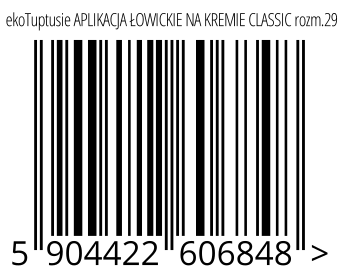 ekoTuptusie APLIKACJA ŁOWICKIE NA KREMIE CLASSIC rozm.29
5 904422 606848 >